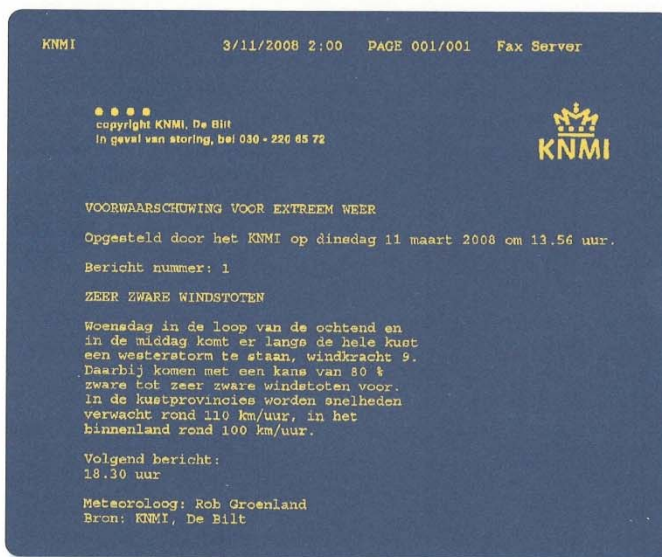 KNMI 3/11/2008 2:00 PAGE 001/001 Fax Server
copyright KNMI, De Bilt
In geval van storing, bel 030 - 220 65 72
KNMI
VOORWAARSCHUWING VOOR EXTREEM WEER
Opgesteld door het KNMI op dinsdag 11 maart 2008 om 13.56 uur.
Bericht nummer: 1
ZEER ZWARE WINDSTOTEN
Woensdag in de loop van de ochtend en
in de middag komt er langs de hele kust
een westerstorm te staan, windkracht 9.
Daarbij komen met een kans van 80 %
zware tot zeer zware windstoten voor.
In de kustprovincies worden snelheden
verwacht rond 110 km/uur, in het
binnenland rond 100 km/uur.
Volgend bericht:
18.30 uur
Meteoroloog: Rob Groenland
Bron: KNMI, De Bilt